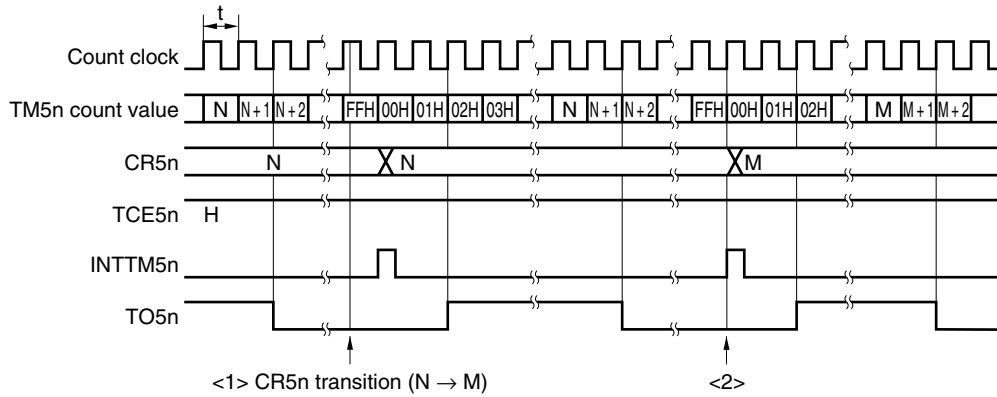 t
Count clock
TM5n count value N N+1 N+2 FFH 00H 01H 02H 03H N N+1 N+2 FFH 00H 01H 02H M M+1 M+2
CR5n N N M
TCE5n H
INTTM5n
TO5n
<1> CR5n transition (N → M) <2>